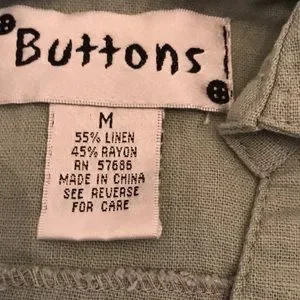 Buttons
M
55% LINEN
45% RAYON
RN 57686
MADE IN CHINA
SEE REVERSE
FOR CARE